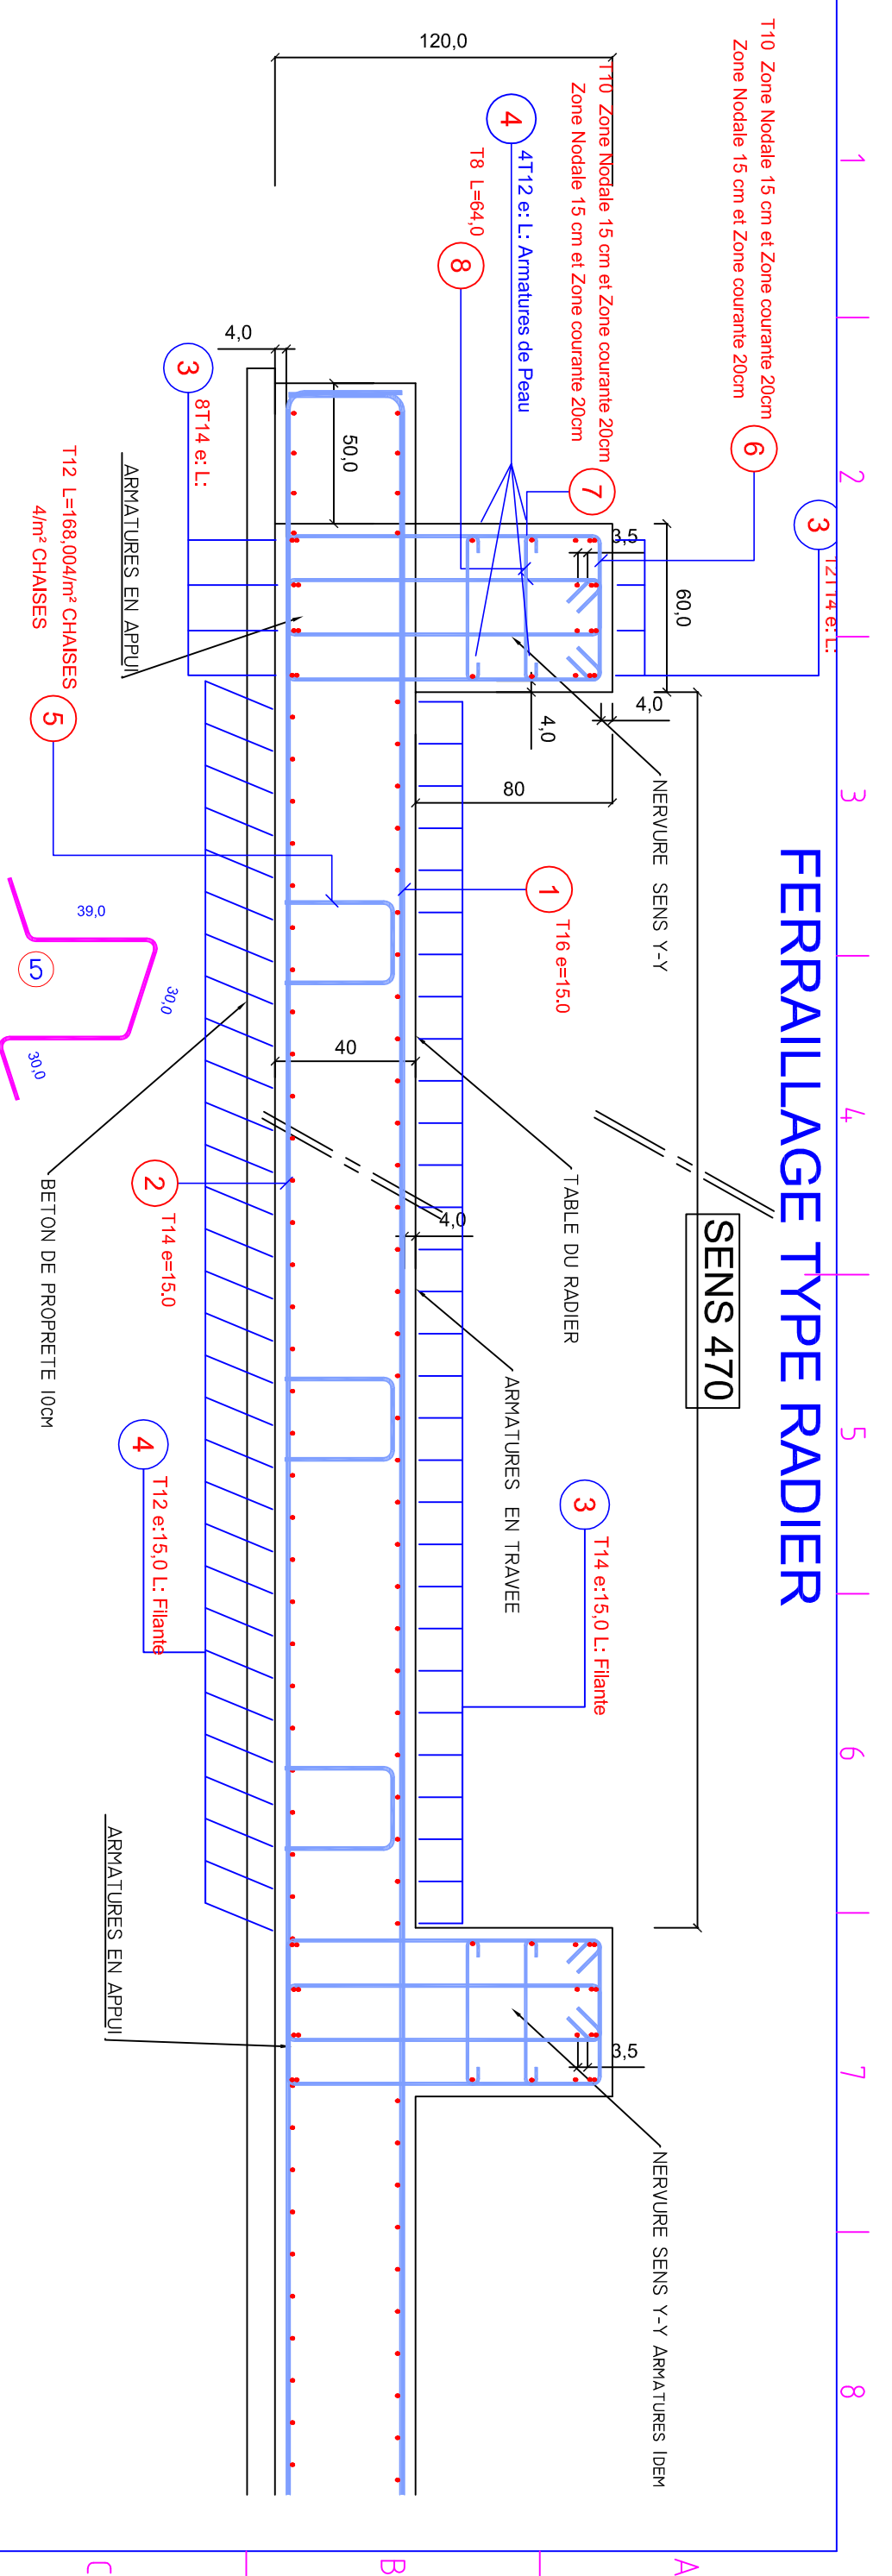 FERRAILLAGE TYPE RADIER
SENS 470
1
2
3
4
5
6
7
8
A
B
C
T10 Zone Nodale 15 cm et Zone courante 20cm
Zone Nodale 15 cm et Zone courante 20cm
6
3
12T14 e: L:
T10 Zone Nodale 15 cm et Zone courante 20cm
Zone Nodale 15 cm et Zone courante 20cm
7
4
4T12 e: L: Armatures de Peau
T8 L=64,0
8
120,0
60,0
3,5
4,0
4,0
80
50,0
4,0
3
8T14 e: L:
ARMATURES EN APPUI
T12 L=168,004/m² CHAISES
4/m² CHAISES
5
NERVURE SENS Y-Y
1
T16 e=15.0
40
TABLE DU RADIER
4,0
ARMATURES EN TRAVEE
3
T14 e:15,0 L: Filante
2
T14 e=15.0
BETON DE PROPRETE 10CM
4
T12 e:15,0 L: Filante
ARMATURES EN APPUI
3,5
NERVURE SENS Y-Y ARMATURES IDEM
39,0
30,0
5
30,0